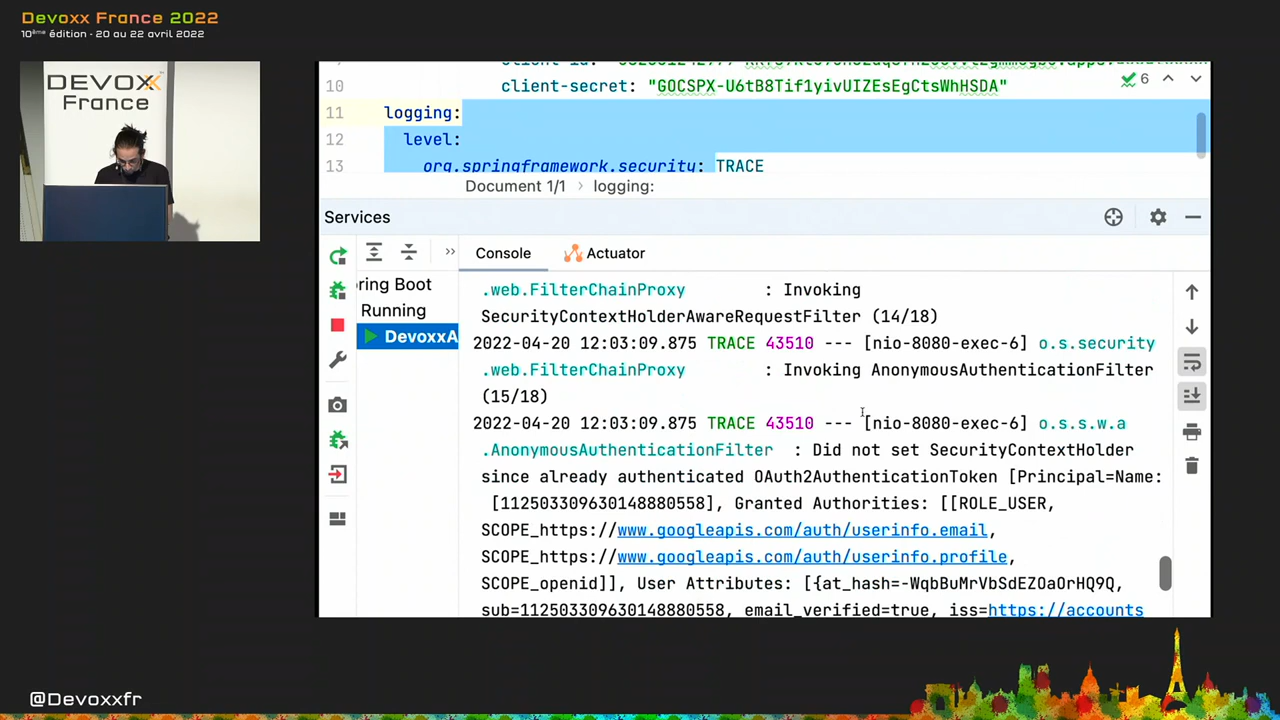 Devoxx France 2022
10ème édition - 20 au 22 avril 2022
DEVOXX
France
10 client-secret: "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"
6
11 logging:
12 level:
13 org.springframework.security: TRACE
Document 1/1 › logging:
Services
Console
Actuator
ring Boot
Running
DevoxxA
.web.FilterChainProxy : Invoking
SecurityContextHolderAwareRequestFilter (14/18)
2022-04-20 12:03:09.875 TRACE 43510 --- [nio-8080-exec-6] o.s.security
.web.FilterChainProxy : Invoking AnonymousAuthenticationFilter
(15/18)
2022-04-20 12:03:09.875 TRACE 43510 --- [nio-8080-exec-6] o.s.s.w.a
.AnonymousAuthenticationFilter : Did not set SecurityContextHolder
since already authenticated OAuth2AuthenticationToken [Principal=Name:
[112503309630148880558], Granted Authorities: [[ROLE_USER,
SCOPE_https://www.googleapis.com/auth/userinfo.email,
SCOPE_https://www.googleapis.com/auth/userinfo.profile,
SCOPE_openid]], User Attributes: [{at_hash=-WqbBuMrVbSdEZOaOrHQ9Q,
sub=112503309630148880558, email_verified=true, iss=https://accounts
@Devoxxfr